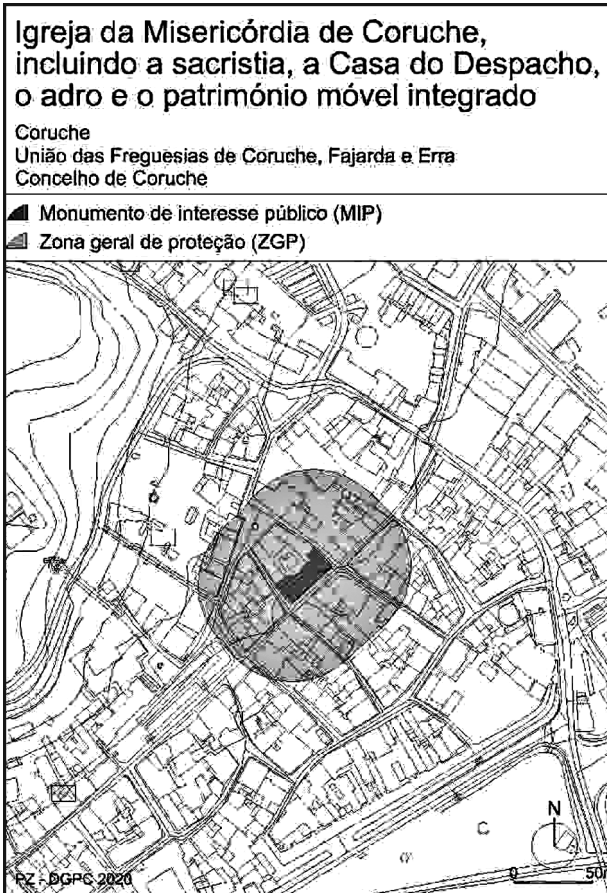 Igreja da Misericórdia de Coruche,
incluindo a sacristia, a Casa do Despacho,
o adro e o património móvel integrado
Coruche
União das Freguesias de Coruche, Fajarda e Erra
Concelho de Coruche
Monumento de interesse público (MIP)
Zona geral de proteção (ZGP)
N
C
PZ - DGPC 2020
0 50